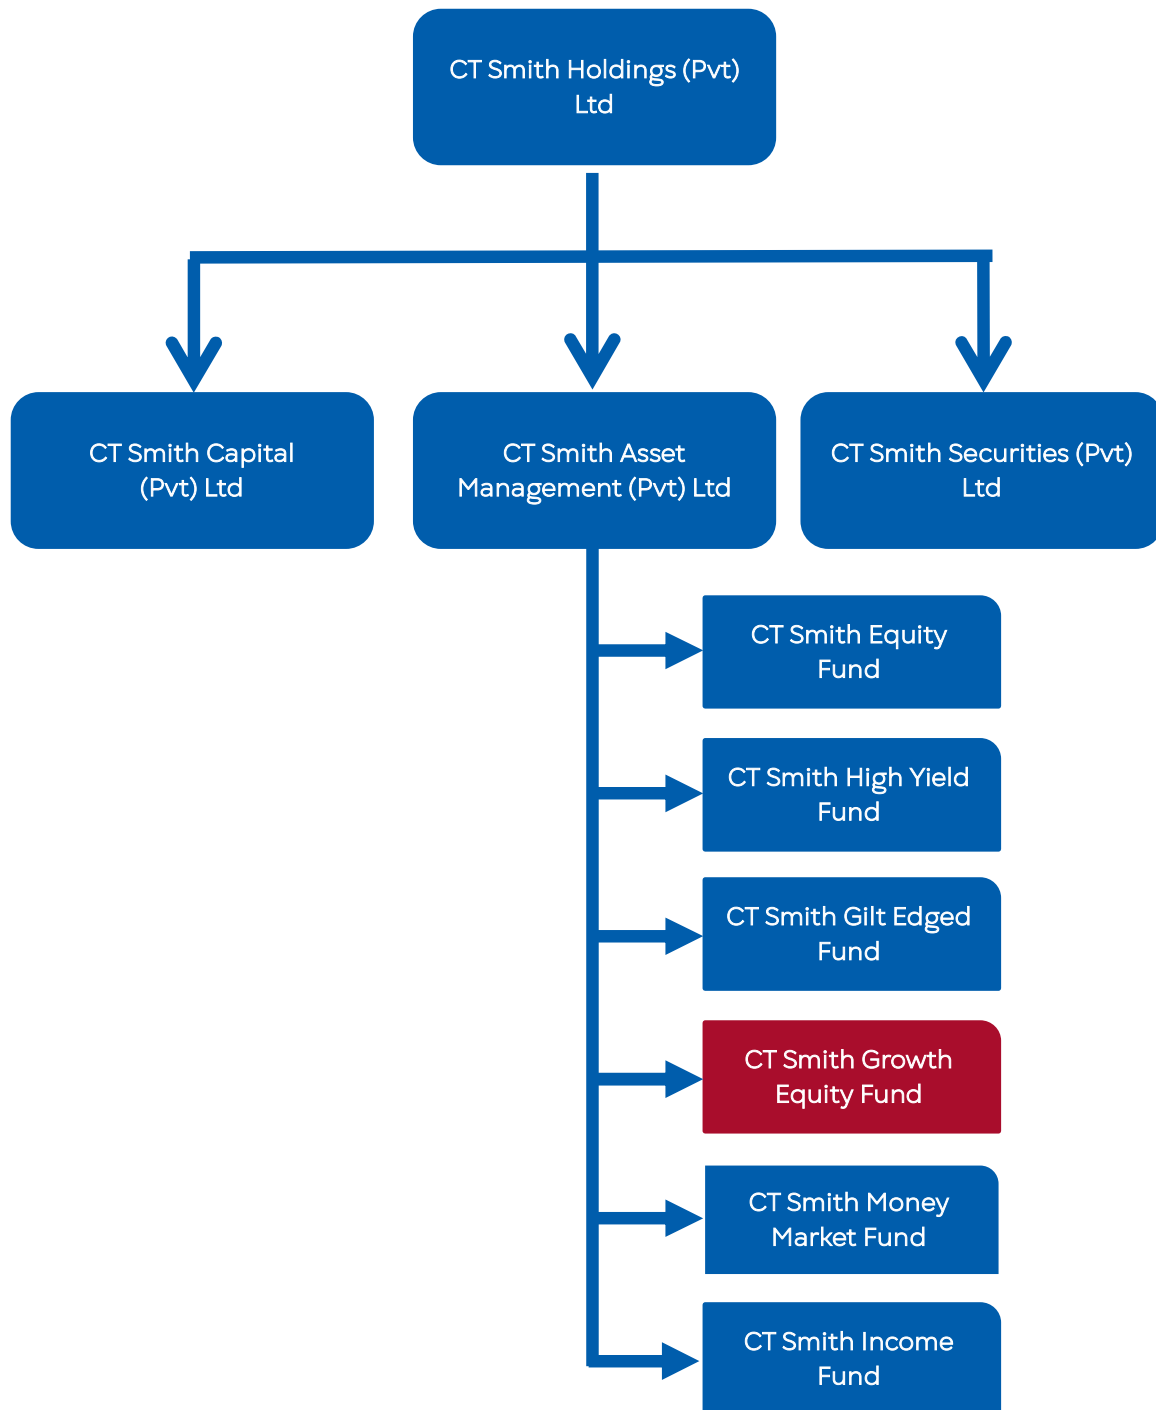 CT Smith Holdings (Pvt)
Ltd
CT Smith Capital
(Pvt) Ltd
CT Smith Asset
Management (Pvt) Ltd
CT Smith Securities (Pvt)
Ltd
CT Smith Equity
Fund
CT Smith High Yield
Fund
CT Smith Gilt Edged
Fund
CT Smith Growth
Equity Fund
CT Smith Money
Market Fund
CT Smith Income
Fund